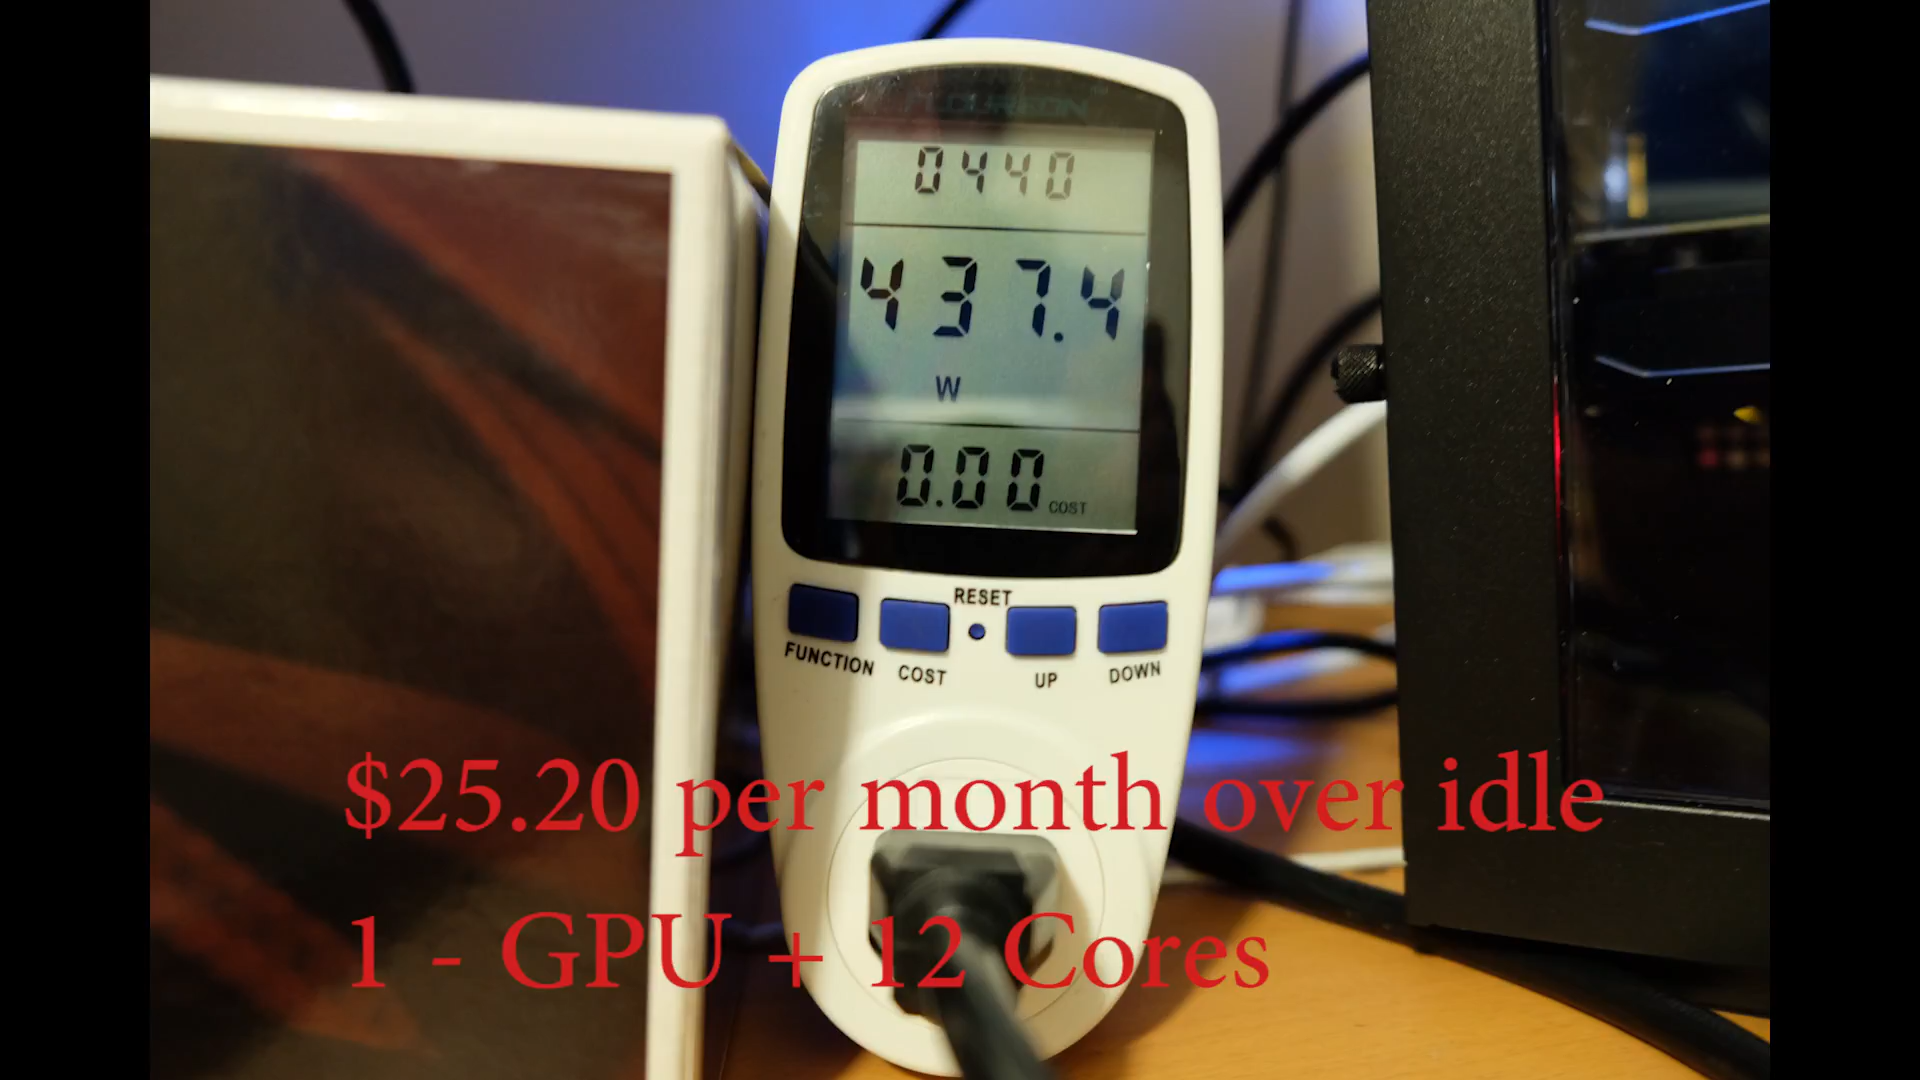 0440
437.4
W
0.00 COST
RESET
FUNCTION COST UP DOWN
$25.20 per month over idle
1 - GPU + 12 Cores